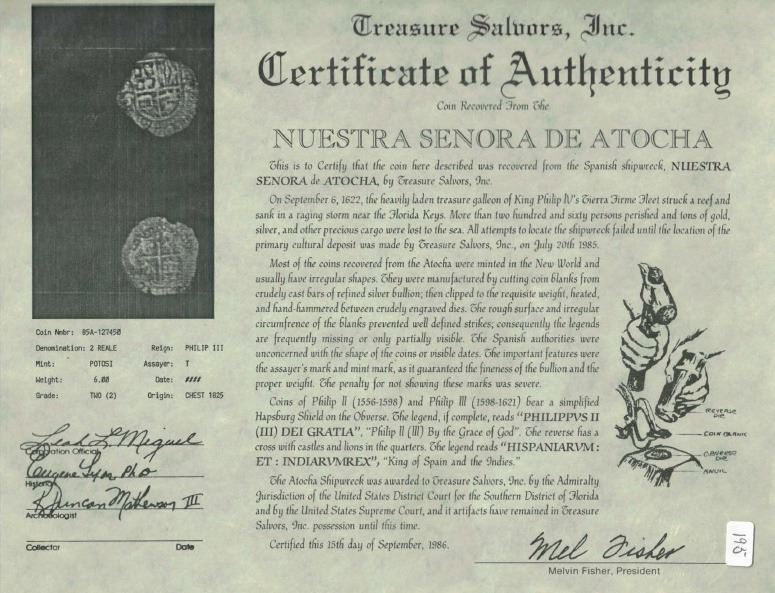 Treasure Salvors, Inc.
Certificate of Authenticity
Coin Recovered From The
NUESTRA SENORA DE ATOCHA
This is to Certify that the coin here described was recovered from the Spanish shipwreck, NUESTRA
SENORA de ATOCHA, by Treasure Salvors, Inc.
On September 6, 1622, the heavily laden treasure galleon of King Philip IV's Tierra Firme Fleet struck a reef and
sank in a raging storm near the Florida Keys. More than two hundred and sixty persons perished and tons of gold,
silver, and other precious cargo were lost to the sea. All attempts to locate the shipwreck failed until the location of the
primary cultural deposit was made by Treasure Salvors, Inc., on July 20th 1985.
Most of the coins recovered from the Atocha were minted in the New World and
usually have irregular shapes. They were manufactured by cutting coin blanks from
crudely cast bars of refined silver bullion; then clipped to the requisite weight, heated,
and hand-hammered between crudely engraved dies. The rough surface and irregular
circumfrence of the blanks prevented well defined strikes; consequently the legends
are frequently missing or only partially visible. The Spanish authorities were
unconcerned with the shape of the coins or visible dates. The important features were
the assayer's mark and mint mark, as it guaranteed the fineness of the bullion and the
proper weight. The penalty for not showing these marks was severe.
Coins of Philip II (1556-1598) and Philip III (1598-1621) bear a simplified
Hapsburg Shield on the Obverse. The legend, if complete, reads "PHILIPPVS II
(III) DEI GRATIA", "Philip II (III) By the Grace of God". The reverse has a
cross with castles and lions in the quarters. The legend reads "HISPANIARVM :
ET : INDIARVMREX", "King of Spain and the Indies."
The Atocha Shipwreck was awarded to Treasure Salvors, Inc. by the Admiralty
Jurisdiction of the United States District Court for the Southern District of Florida
and by the United States Supreme Court, and it artifacts have remained in Treasure
Salvors, Inc. possession until this time.
Certified this 15th day of September, 1986.
Mel Fisher
Melvin Fisher, President
REVERSE
DIE
COIN BLANK
OBVERSE
DIE
ANVIL
195
Coin Nmbr: 85A-127450
Denomination: 2 REALE Reign: PHILIP III
Mint: POTOSI Assayer: T
Weight: 6.00 Date: ####
Grade: TWO (2) Origin: CHEST 1025
Leah L Miguel
Corporation Official
Eugene Lyon, PhD
Historian
R Duncan Mathewson III
Archaeologist
Collector Date